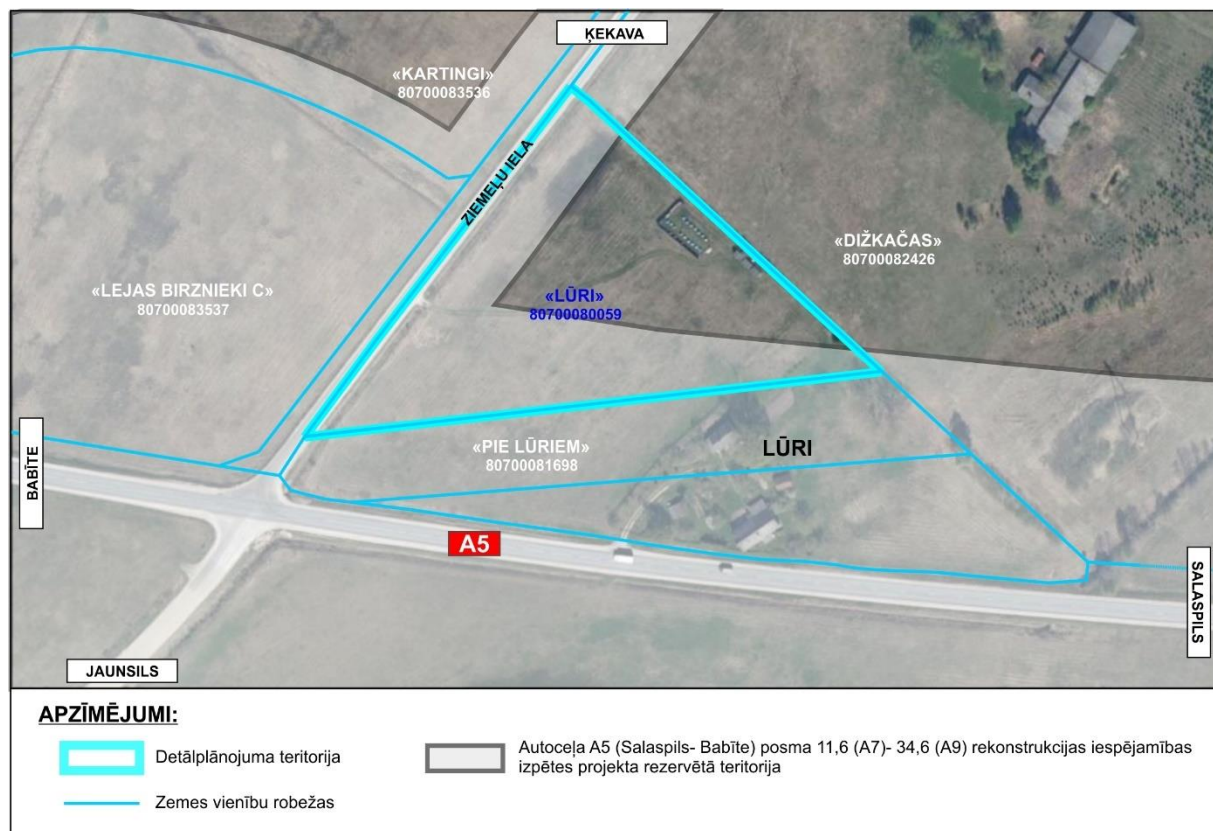 ĶEKAVA
«KARTINGI»
80700083536
ZIEMEĻU IELA
«DIŽKAČAS»
80700082426
«LEJAS BIRZNIEKI C»
80700083537
«LŪRI»
80700080059
«PIE LŪRIEM»
80700081698
LŪRI
BABĪTE
A5
SALASPILS
JAUNSILS
APZĪMĒJUMI:
Detālplānojuma teritorija
Zemes vienību robežas
Autoceļa A5 (Salaspils- Babīte) posma 11,6 (A7)- 34,6 (A9) rekonstrukcijas iespējamības
izpētes projekta rezervētā teritorija